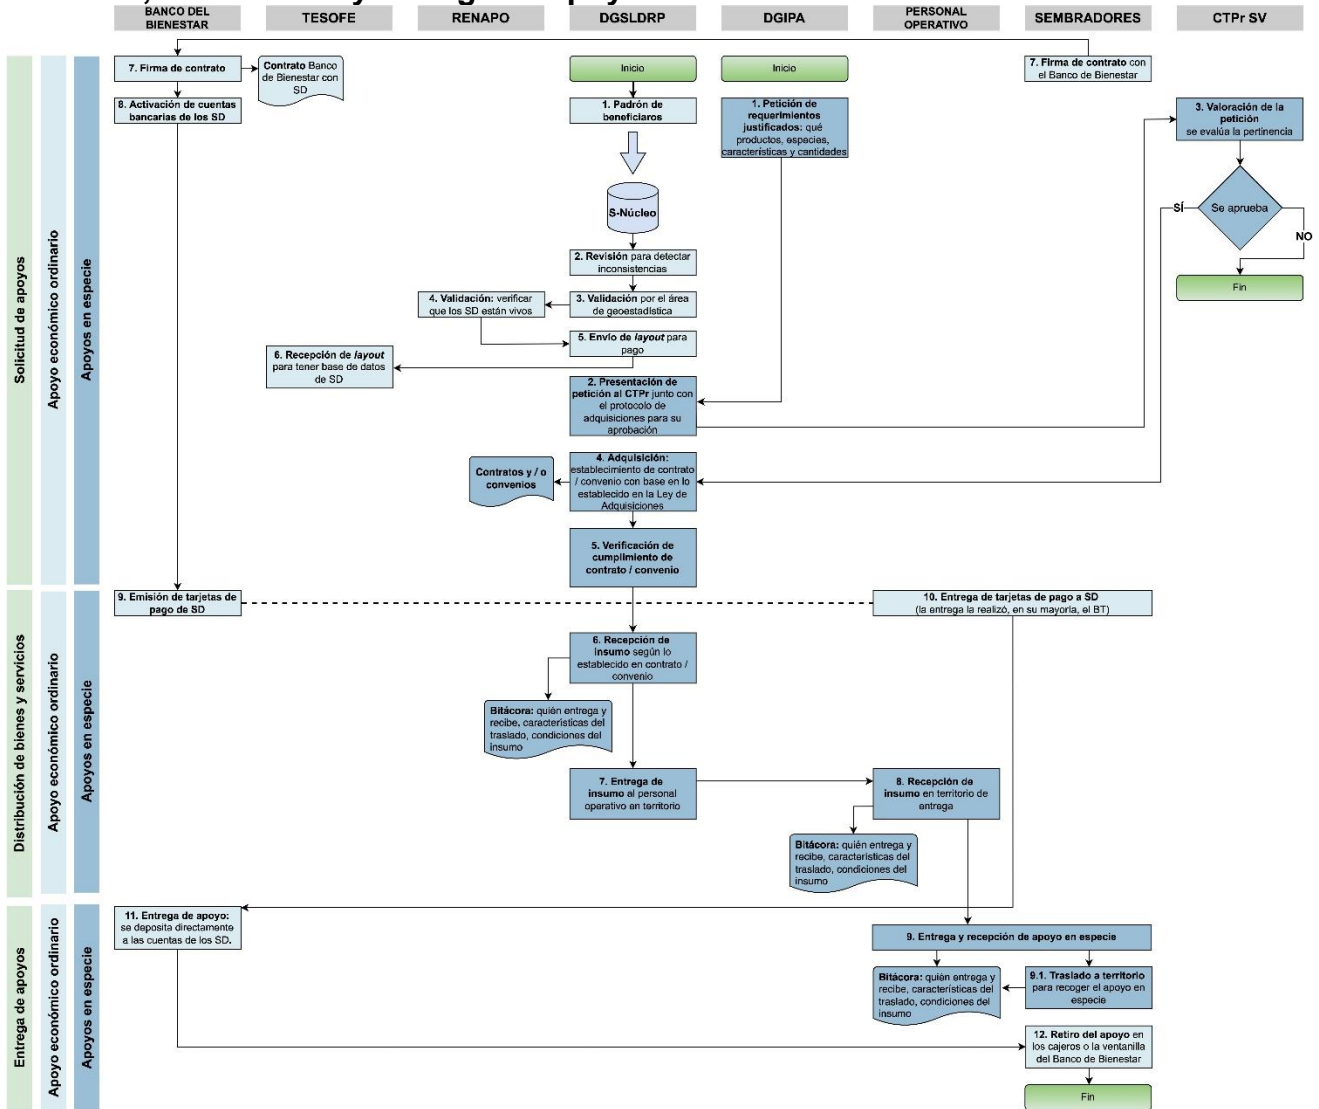 BANCO DEL
BIENESTAR
TESOFE
RENAPO
DGSLDRP
DGIPA
PERSONAL
OPERATIVO
SEMBRADORES
CTPr SV
Solicitud de apoyos
Apoyo económico ordinario
Apoyos en especie
7. Firma de contrato
Contrato Banco
de Bienestar con
SD
Inicio
Inicio
7. Firma de contrato con
el Banco de Bienestar
8. Activación de cuentas
bancarias de los SD
1. Padrón de
beneficiaros
1. Petición de
requerimientos
justificados: qué
productos, especies,
características y cantidades
3. Valoración de la
petición
se evalúa la pertinencia
S-Núcleo
SÍ
Se aprueba
NO
2. Revisión para detectar
inconsistencias
Fin
4. Validación: verificar
que los SD están vivos
3. Validación por el área
de geoestadística
5. Envío de layout para
pago
6. Recepción de layout
para tener base de datos
de SD
2. Presentación de
petición al CTPr junto con
el protocolo de
adquisiciones para su
aprobación
Contratos y / o
convenios
4. Adquisición:
establecimiento de contrato
/ convenio con base en lo
establecido en la Ley de
Adquisiciones
5. Verificación de
cumplimiento de
contrato / convenio
Distribución de bienes y servicios
Apoyo económico ordinario
Apoyos en especie
9. Emisión de tarjetas de
pago de SD
10. Entrega de tarjetas de pago a SD
(la entrega la realizó, en su mayoría, el BT)
6. Recepción de
insumo según lo
establecido en contrato /
convenio
Bitácora: quién entrega y
recibe, características del
traslado, condiciones del
insumo
7. Entrega de
insumo al personal
operativo en territorio
8. Recepción de
insumo en territorio de
entrega
Bitácora: quién entrega y
recibe, características del
traslado, condiciones del
insumo
Entrega de apoyos
Apoyo económico ordinario
Apoyos en especie
11. Entrega de apoyo:
se deposita directamente
a las cuentas de los SD.
9. Entrega y recepción de apoyo en especie
Bitácora: quién entrega y
recibe, características del
traslado, condiciones del
insumo
9.1. Traslado a territorio
para recoger el apoyo en
especie
12. Retiro del apoyo en
los cajeros o la ventanilla
del Banco de Bienestar
Fin